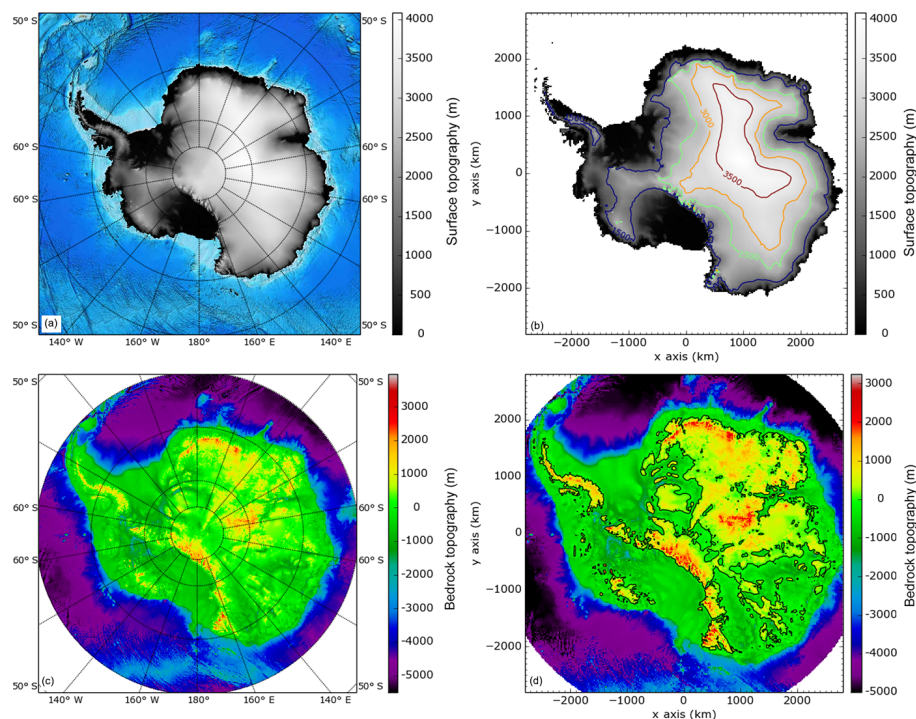 50° S
50° S
60° S
60° S
60° S
60° S
50° S
50° S
(a)
140° W
160° W
180° E
160° E
140° E
4000
3500
3000
2500
2000
1500
1000
500
0
Surface topography (m)
2000
1000
0
−1000
−2000
y axis (km)
3000
3500
(b)
−2000
−1000
0
1000
2000
x axis (km)
4000
3500
3000
2500
2000
1500
1000
500
0
Surface topography (m)
50° S
50° S
60° S
60° S
60° S
60° S
50° S
50° S
(c)
140° W
160° W
180° E
160° E
140° E
3000
2000
1000
0
−1000
−2000
−3000
−4000
−5000
Bedrock topography (m)
2000
1000
0
−1000
−2000
y axis (km)
(d)
−2000
−1000
0
1000
2000
x axis (km)
3000
2000
1000
0
-1000
-2000
-3000
-4000
-5000
Bedrock topography (m)